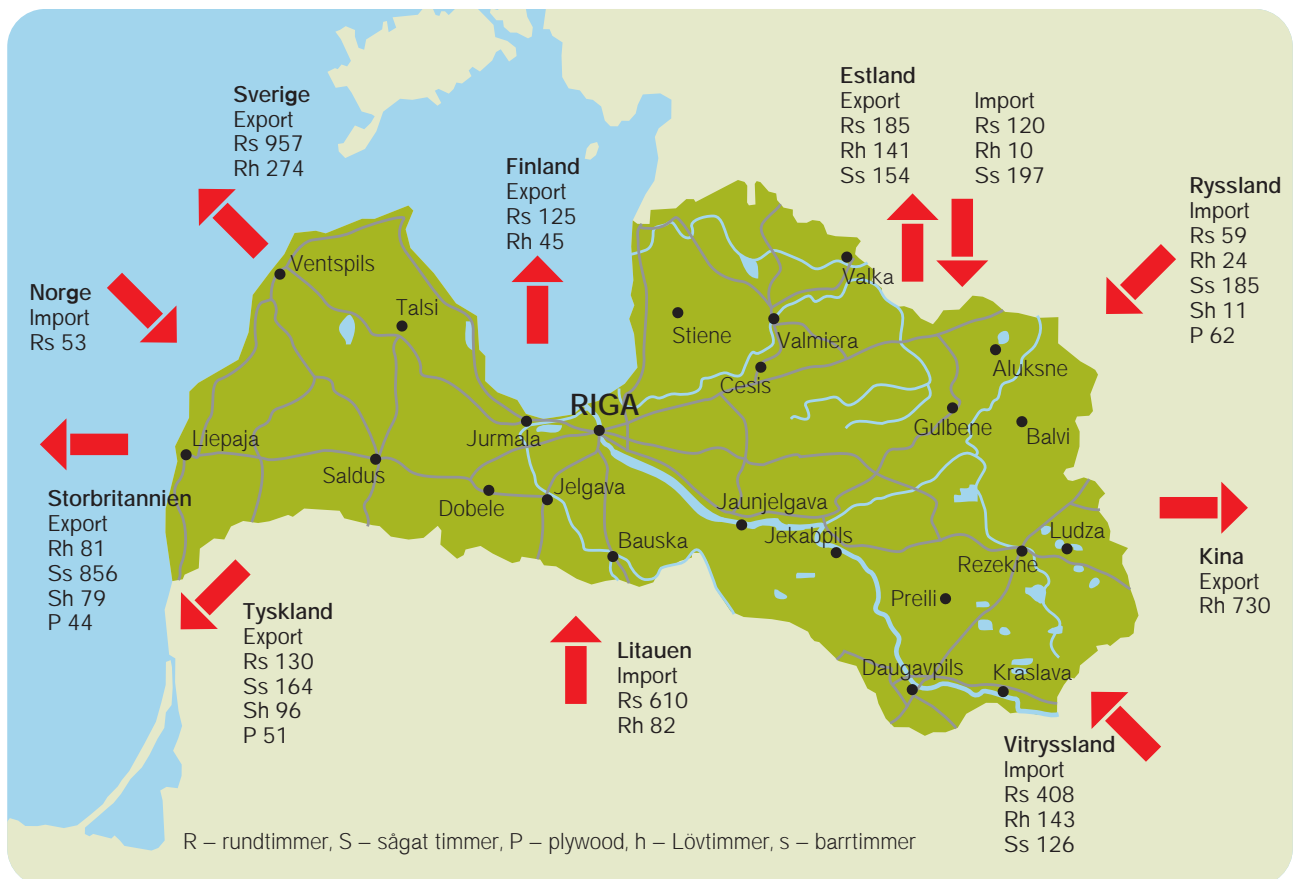 Sverige
Export
Rs 957
Rh 274
Finland
Export
Rs 125
Rh 45
Estland
Export
Rs 185
Rh 141
Ss 154
Import
Rs 120
Rh 10
Ss 197
Ryssland
Import
Rs 59
Rh 24
Ss 185
Sh 11
P 62
Norge
Import
Rs 53
Ventspils
Talsi
Stiene
Valka
Valmiera
Cesis
Aluksne
Gulbene
Balvi
RIGA
Jurmala
Liepaja
Saldus
Dobele
Jelgava
Bauska
Jaunjelgava
Jekabpils
Rezekne
Ludza
Preili
Daugavpils
Kraslava
Storbritannien
Export
Rh 81
Ss 856
Sh 79
P 44
Tyskland
Export
Rs 130
Ss 164
Sh 96
P 51
Litauen
Import
Rs 610
Rh 82
Kina
Export
Rh 730
Vitryssland
Import
Rs 408
Rh 143
Ss 126
R – rundtimmer, S – sågat timmer, P – plywood, h – Lövtimmer, s – barrtimmer